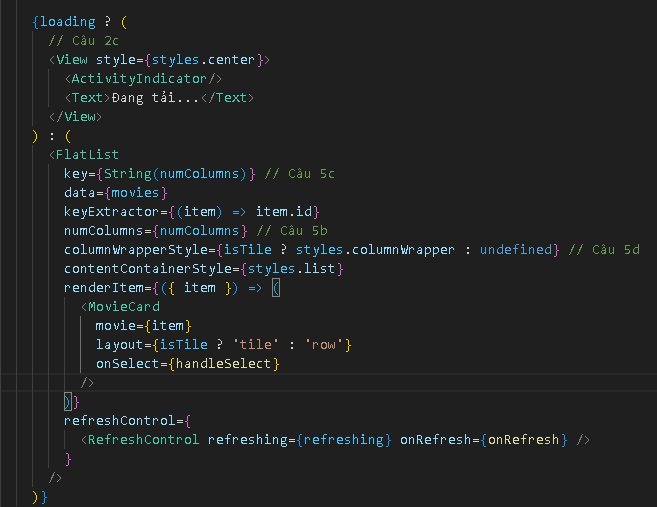 {loading ? (
// Câu 2c
<View style={styles.center}>
<ActivityIndicator/>
<Text>Đang tải...</Text>
</View>
) : (
<FlatList
key={String(numColumns)} // Câu 5c
data={movies}
keyExtractor={(item) => item.id}
numColumns={numColumns} // Câu 5b
columnWrapperStyle={isTile ? styles.columnWrapper : undefined} // Câu 5d
contentContainerStyle={styles.list}
renderItem={({ item }) => (
<MovieCard
movie={item}
layout={isTile ? 'tile' : 'row'}
onSelect={handleSelect}
/>
)}
refreshControl={
<RefreshControl refreshing={refreshing} onRefresh={onRefresh} />
}
/>
)}